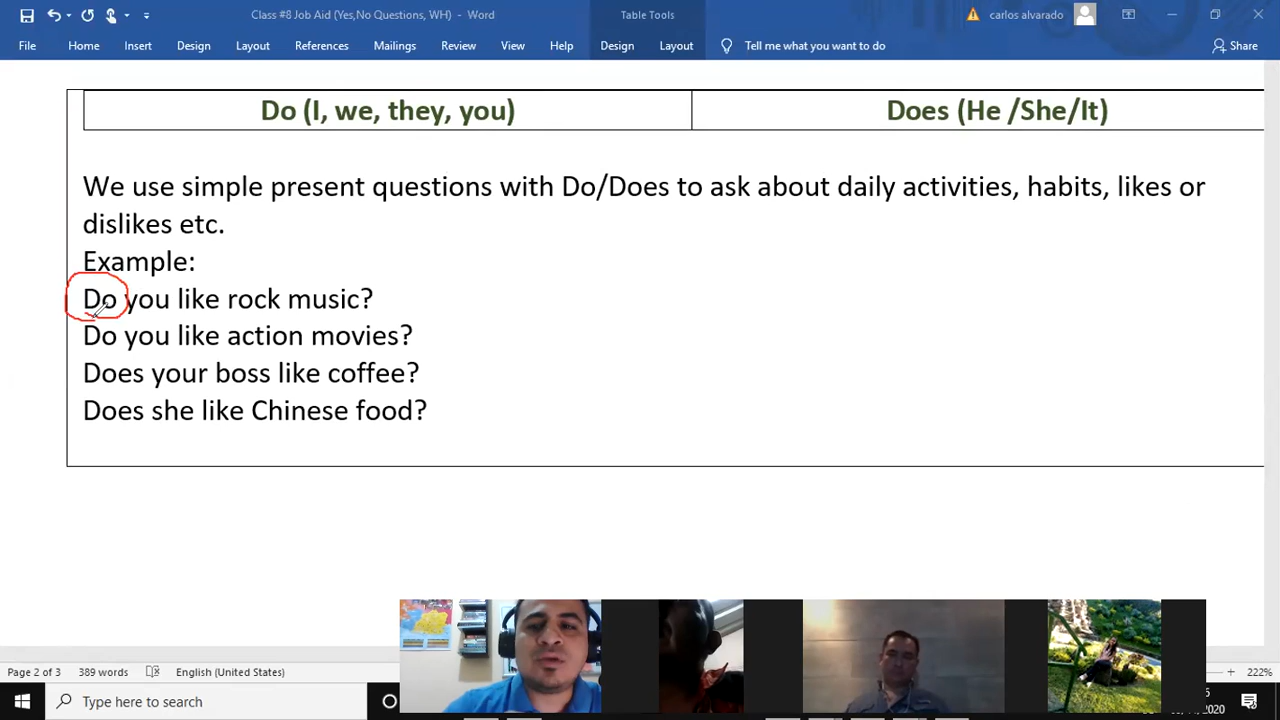 Class #8 Job Aid (Yes,No Questions, WH) - Word
Table Tools
carlos alvarado
File Home Insert Design Layout References Mailings Review View Help Design Layout Tell me what you want to do Share
Do (I, we, they, you) Does (He /She/It)
We use simple present questions with Do/Does to ask about daily activities, habits, likes or
dislikes etc.
Example:
Do you like rock music?
Do you like action movies?
Does your boss like coffee?
Does she like Chinese food?
Page 2 of 3 389 words English (United States) 222%
Type here to search